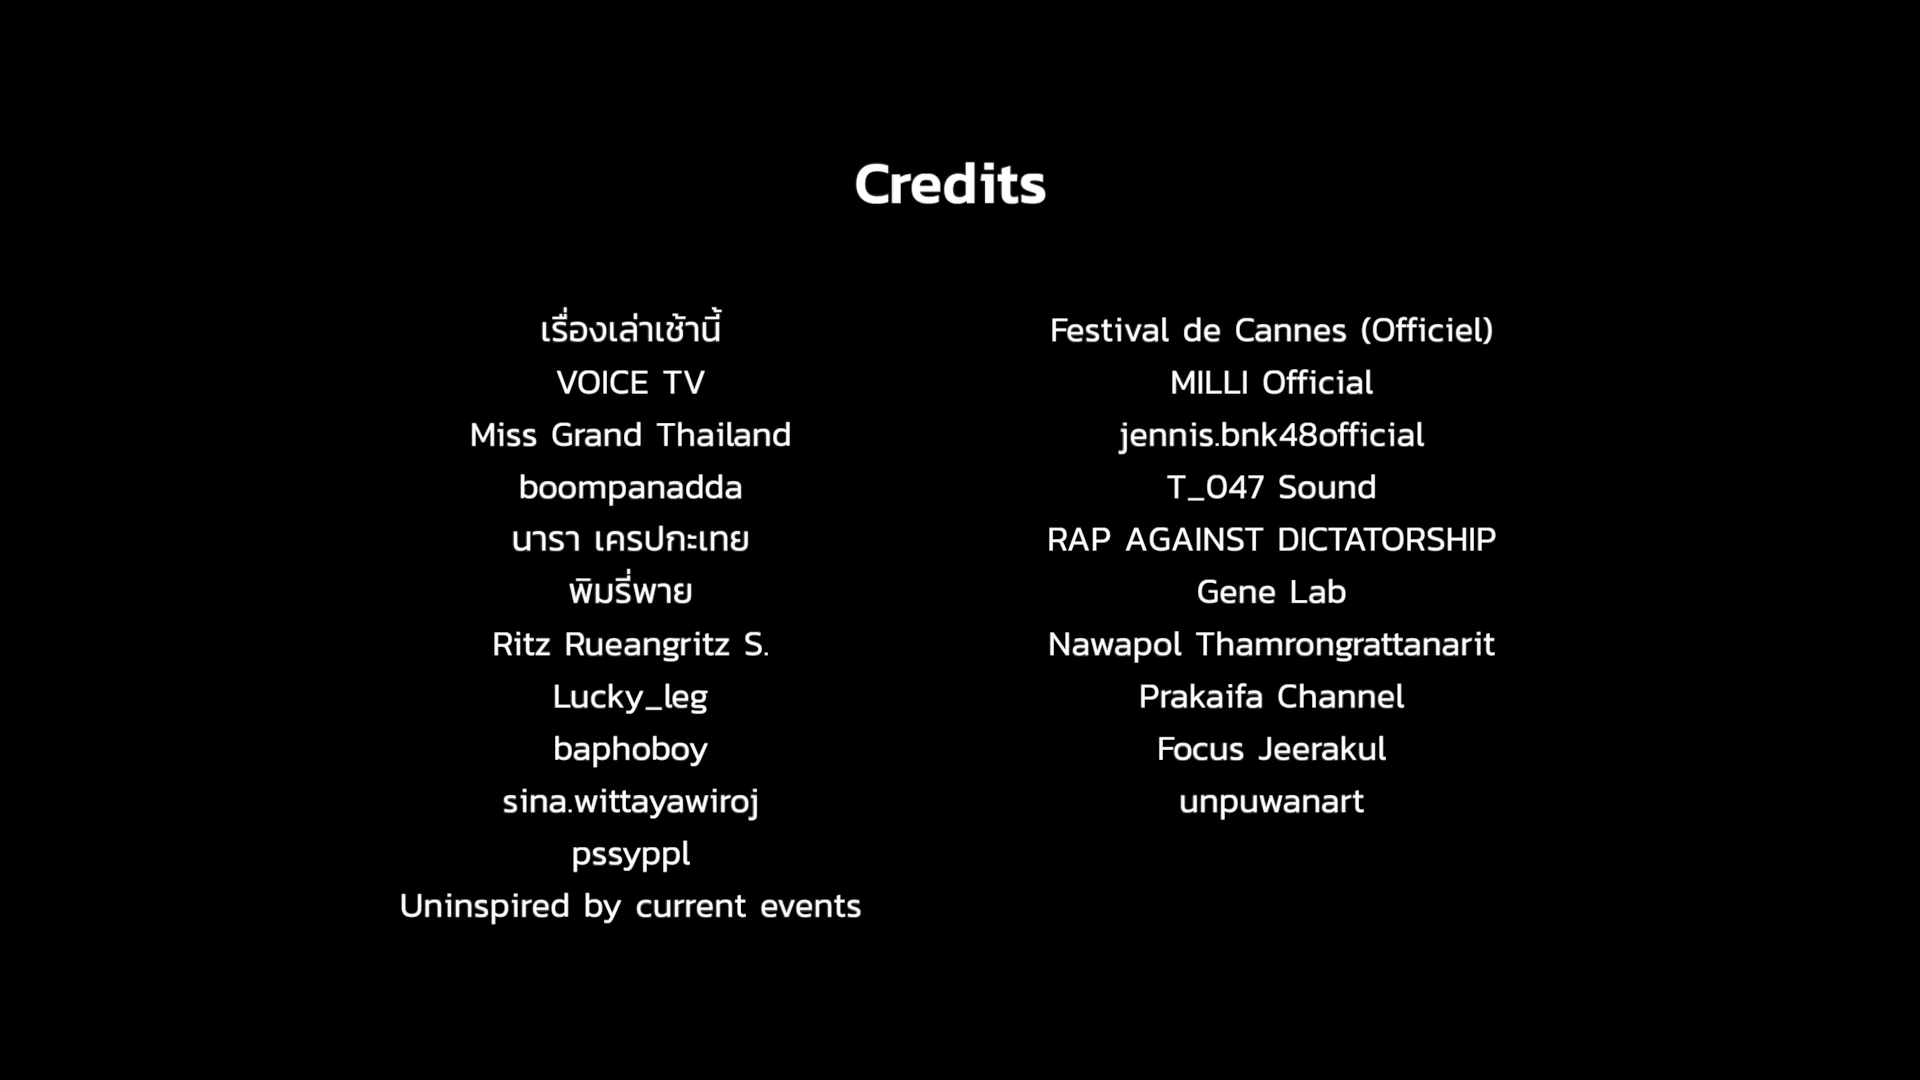 Credits
เรื่องเล่าเช้านี้
VOICE TV
Miss Grand Thailand
boompanadda
นารา เครปกะเทย
พิมรี่พาย
Ritz Rueangritz S.
Lucky_leg
baphoboy
sina.wittayawiroj
pssyppl
Uninspired by current events
Festival de Cannes (Officiel)
MILLI Official
jennis.bnk48official
T_047 Sound
RAP AGAINST DICTATORSHIP
Gene Lab
Nawapol Thamrongrattanarit
Prakaifa Channel
Focus Jeerakul
unpuwanart